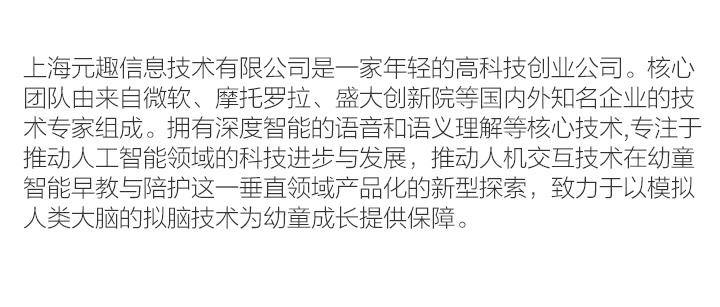 上海元趣信息技术有限公司是一家年轻的高科技创业公司。核心
团队由来自微软、摩托罗拉、盛大创新院等国内外知名企业的技
术专家组成。拥有深度智能的语音和语义理解等核心技术,专注于
推动人工智能领域的科技进步与发展，推动人机交互技术在幼童
智能早教与陪护这一垂直领域产品化的新型探索，致力于以模拟
人类大脑的拟脑技术为幼童成长提供保障。